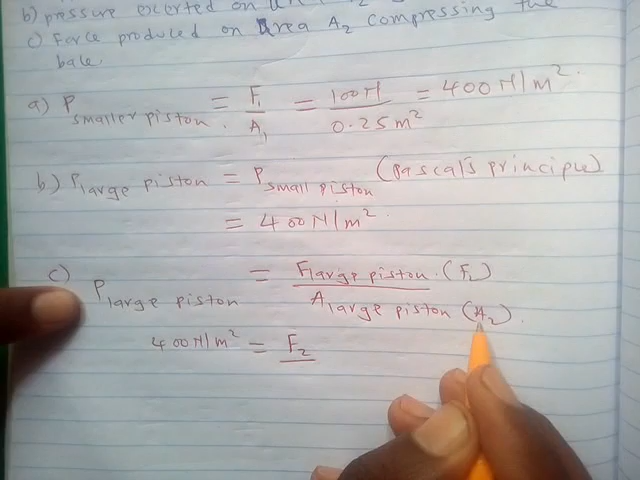 b) pressure exerted on area A2
c) Force produced on area A2 compressing the
bale
a) P smaller piston. = F1/A1 = 100N/0.25m² = 400N/m².
b) P large piston = P small piston (pascal's principle)
= 400N/m².
c) P large piston = F large piston.(F2)/A large piston (A2).
400N/m² = F2